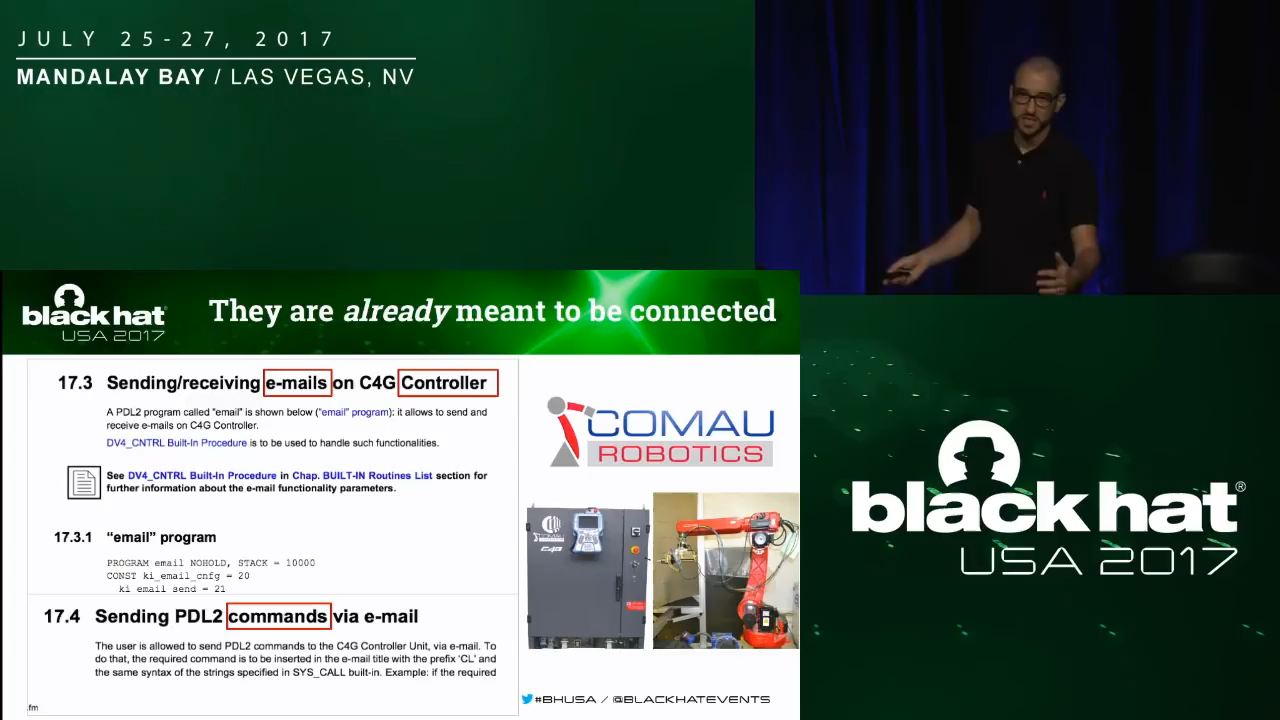 JULY 25-27, 2017
MANDALAY BAY / LAS VEGAS, NV
black hat
USA 2017
They are already meant to be connected
17.3 Sending/receiving e-mails on C4G Controller
A PDL2 program called "email" is shown below ("email" program): it allows to send and
receive e-mails on C4G Controller.
DV4_CNTRL Built-In Procedure is to be used to handle such functionalities.
See DV4_CNTRL Built-In Procedure in Chap. BUILT-IN Routines List section for
further information about the e-mail functionality parameters.
17.3.1 "email" program
PROGRAM email NOHOLD, STACK = 10000
CONST ki_email_cnfg = 20
ki_email_send = 21
17.4 Sending PDL2 commands via e-mail
The user is allowed to send PDL2 commands to the C4G Controller Unit, via e-mail. To
do that, the required command is to be inserted in the e-mail title with the prefix 'CL' and
the same syntax of the strings specified in SYS_CALL built-in. Example: if the required
.fm
COMAU
ROBOTICS
COMAU
C4G
#BHUSA / @BLACKHATEVENTS
black hat®
USA 2017